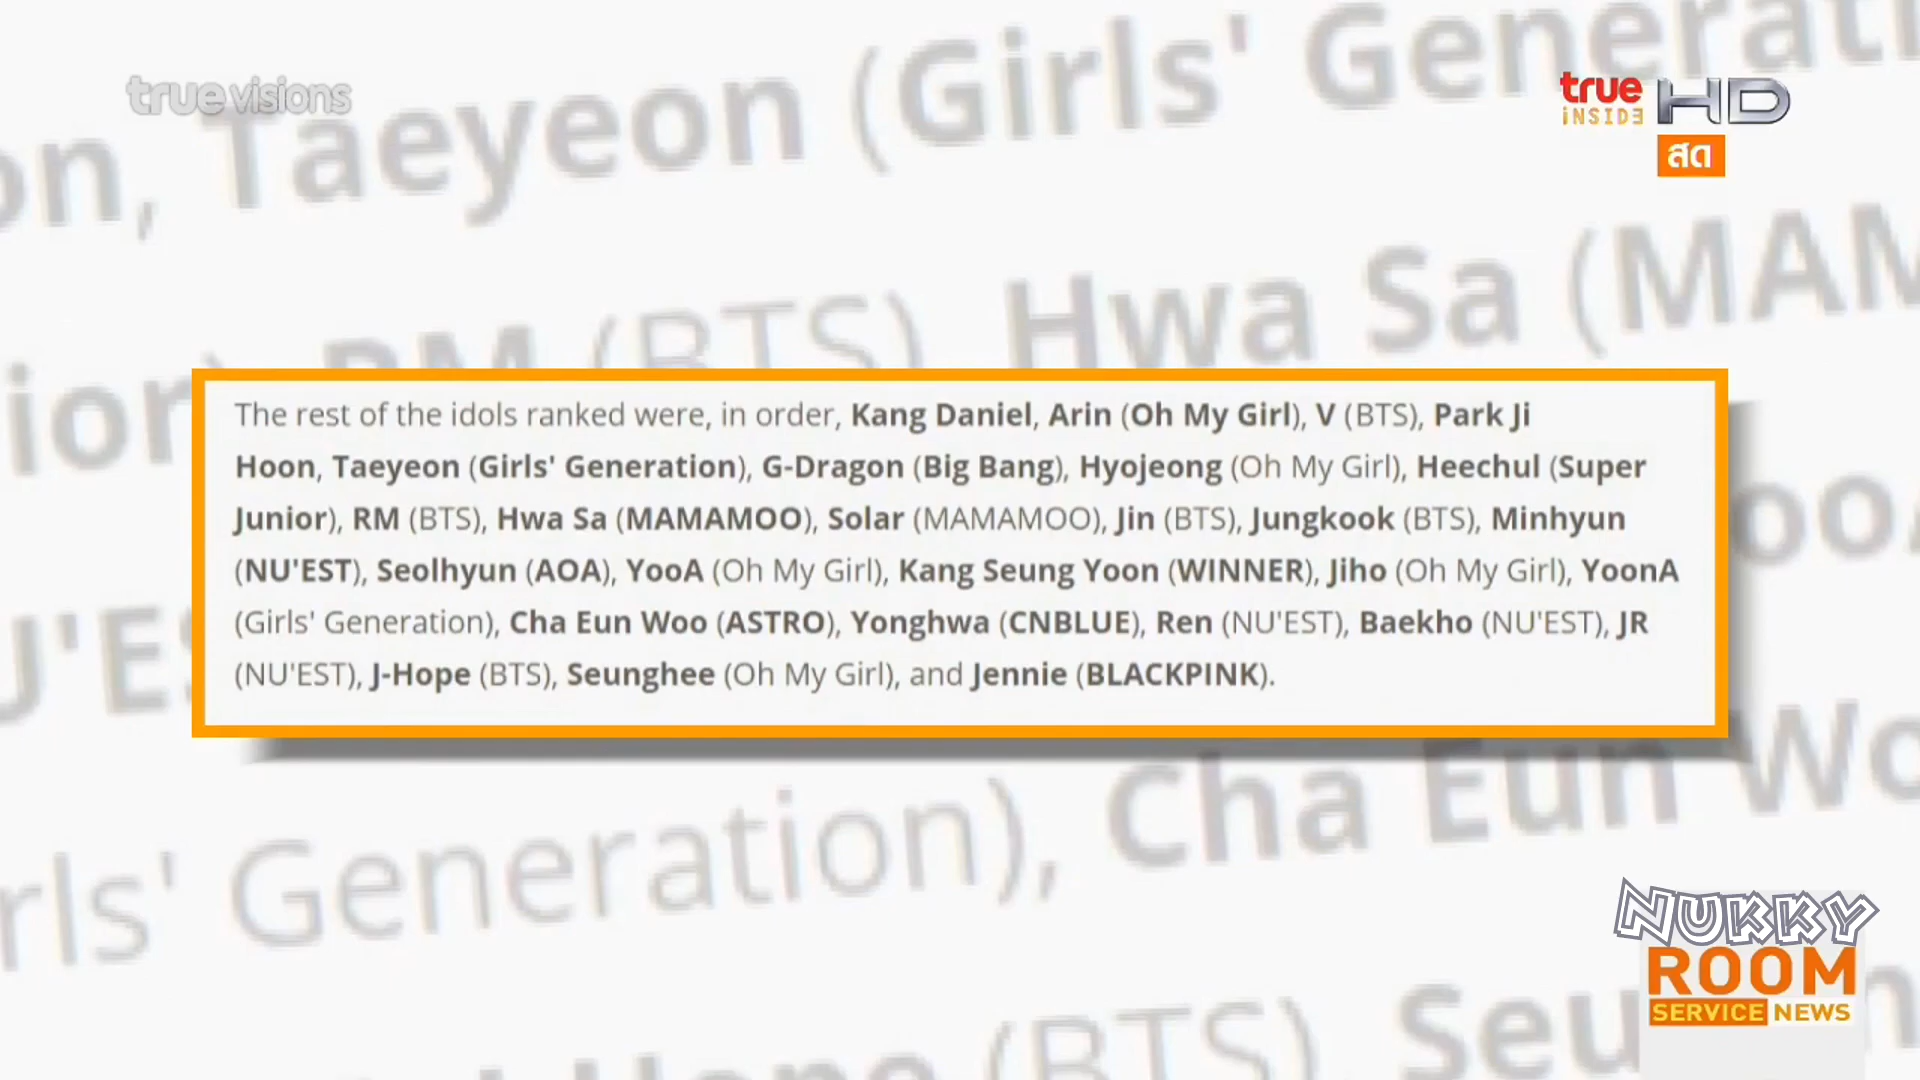 on, Taeyeon (Girls' Generati
true visions
true INSIDE HD
สด
ion), RM (BTS), Hwa Sa (MAM
The rest of the idols ranked were, in order, Kang Daniel, Arin (Oh My Girl), V (BTS), Park Ji
Hoon, Taeyeon (Girls' Generation), G-Dragon (Big Bang), Hyojeong (Oh My Girl), Heechul (Super
Junior), RM (BTS), Hwa Sa (MAMAMOO), Solar (MAMAMOO), Jin (BTS), Jungkook (BTS), Minhyun
(NU'EST), Seolhyun (AOA), YooA (Oh My Girl), Kang Seung Yoon (WINNER), Jiho (Oh My Girl), YoonA
(Girls' Generation), Cha Eun Woo (ASTRO), Yonghwa (CNBLUE), Ren (NU'EST), Baekho (NU'EST), JR
(NU'EST), J-Hope (BTS), Seunghee (Oh My Girl), and Jennie (BLACKPINK).
rls' Generation), Cha Eun Wo
NUKKY
ROOM
SERVICE NEWS
(BTS), Seu